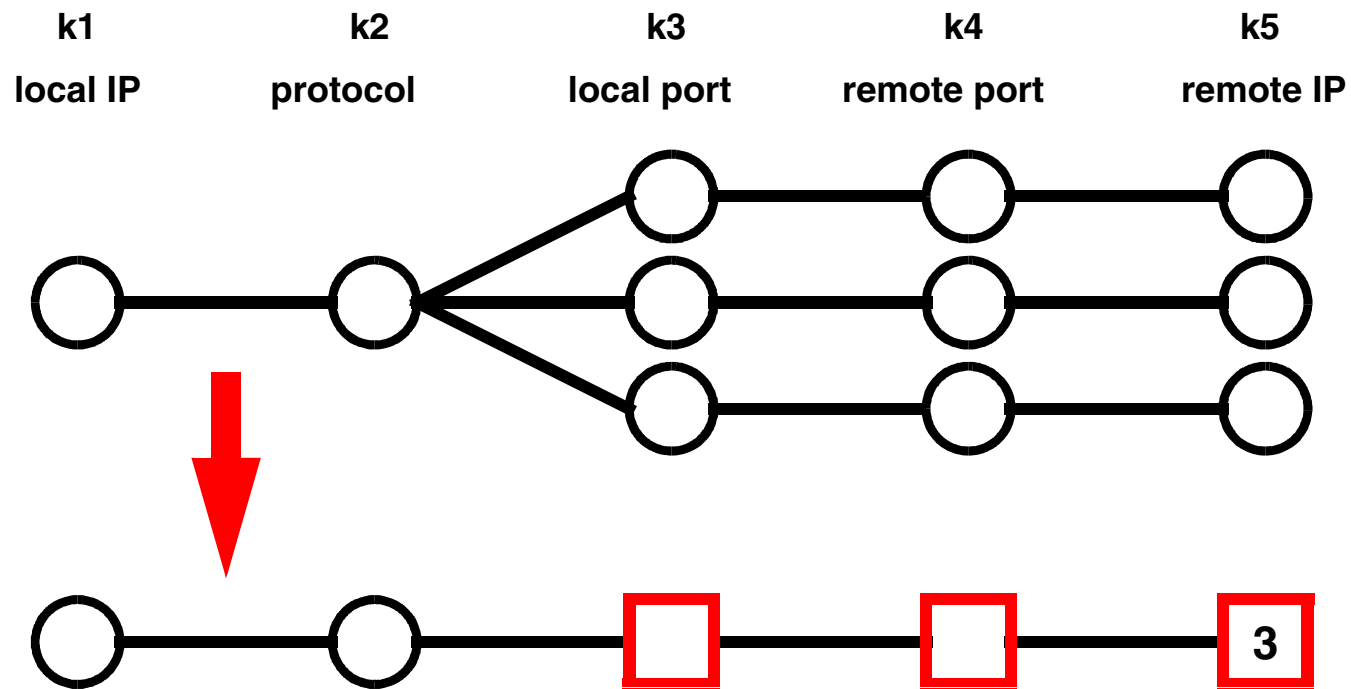 k1 k2 k3 k4 k5
local IP protocol local port remote port remote IP
3